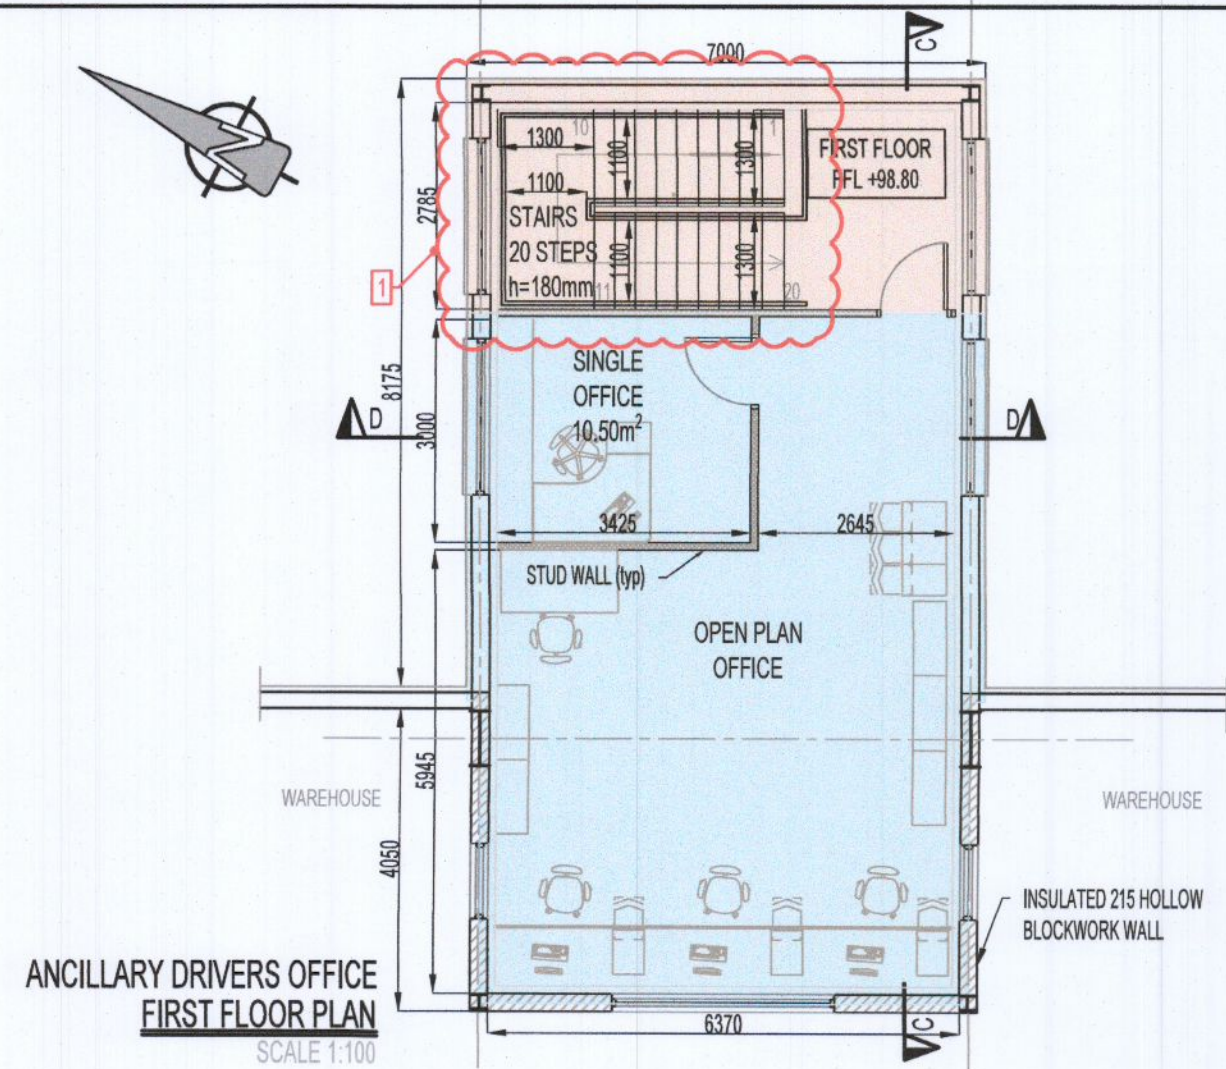 7000
C
1300
10
1
1100
1300
FIRST FLOOR
FFL +98.80
1100
2785
STAIRS
20 STEPS
h=180mm
11
1100
1300
20
1
8175
SINGLE
OFFICE
10.50m²
D
D
3000
3425
2645
STUD WALL (typ)
OPEN PLAN
OFFICE
5945
WAREHOUSE
WAREHOUSE
4050
INSULATED 215 HOLLOW
BLOCKWORK WALL
ANCILLARY DRIVERS OFFICE
FIRST FLOOR PLAN
SCALE 1:100
6370
C